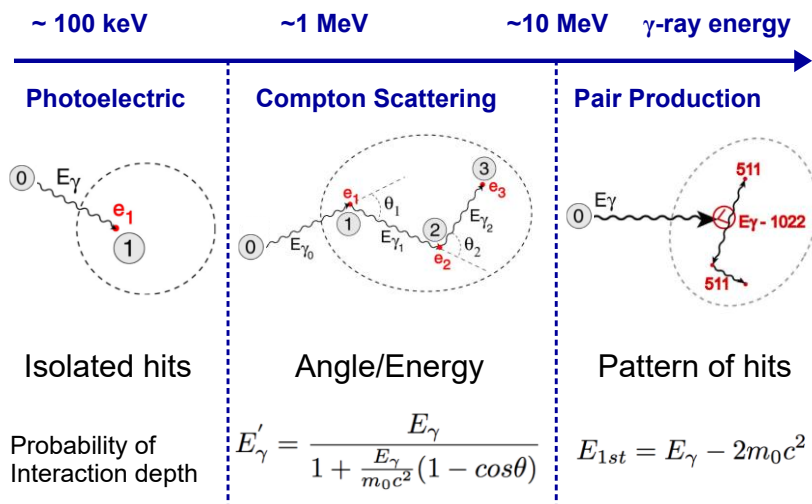 ~ 100 keV ~1 MeV ~10 MeV γ-ray energy
Photoelectric Compton Scattering Pair Production
0 Eγ e1 1
0 Eγ0 e1 1 θ1 Eγ1 2 e2 θ2 Eγ2 3 e3
0 Eγ 511 Eγ - 1022 511
Isolated hits Angle/Energy Pattern of hits
Probability of
Interaction depth
E′γ = Eγ / (1 + Eγ/m0c² (1 − cosθ))
E1st = Eγ − 2m0c²